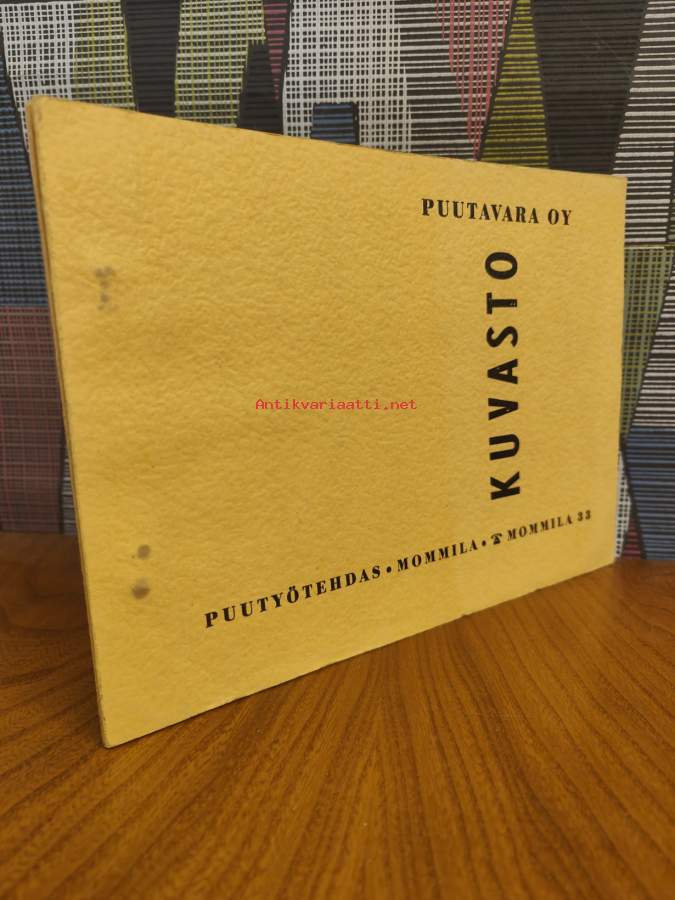 PUUTAVARA OY
KUVASTO
Antikvariaatti.net
PUUTYÖTEHDAS • MOMMILA • ☎ MOMMILA 33